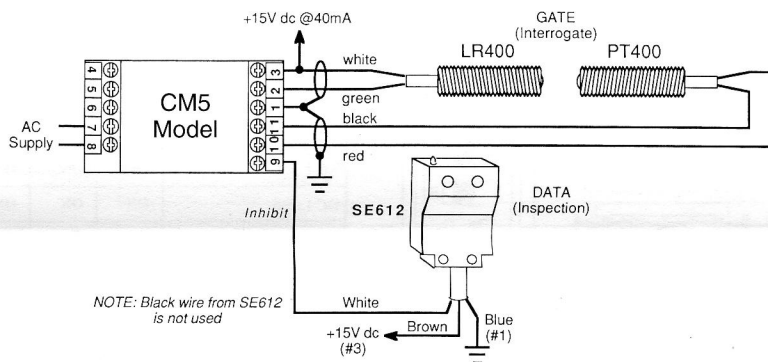 +15V dc @40mA
GATE
(Interrogate)
LR400
PT400
white
green
black
red
4
5
6
7
8
3
2
1
11
10
9
CM5
Model
AC
Supply
Inhibit
SE612
DATA
(Inspection)
NOTE: Black wire from SE612
is not used
White
Brown
Blue
(#1)
+15V dc
(#3)